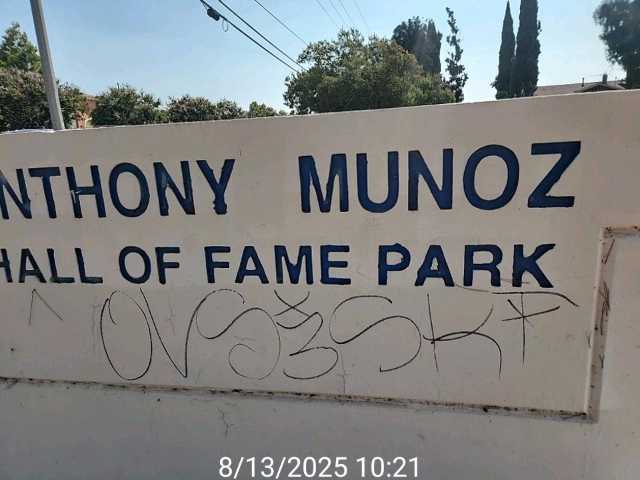 NTHONY MUNOZ
HALL OF FAME PARK
8/13/2025 10:21